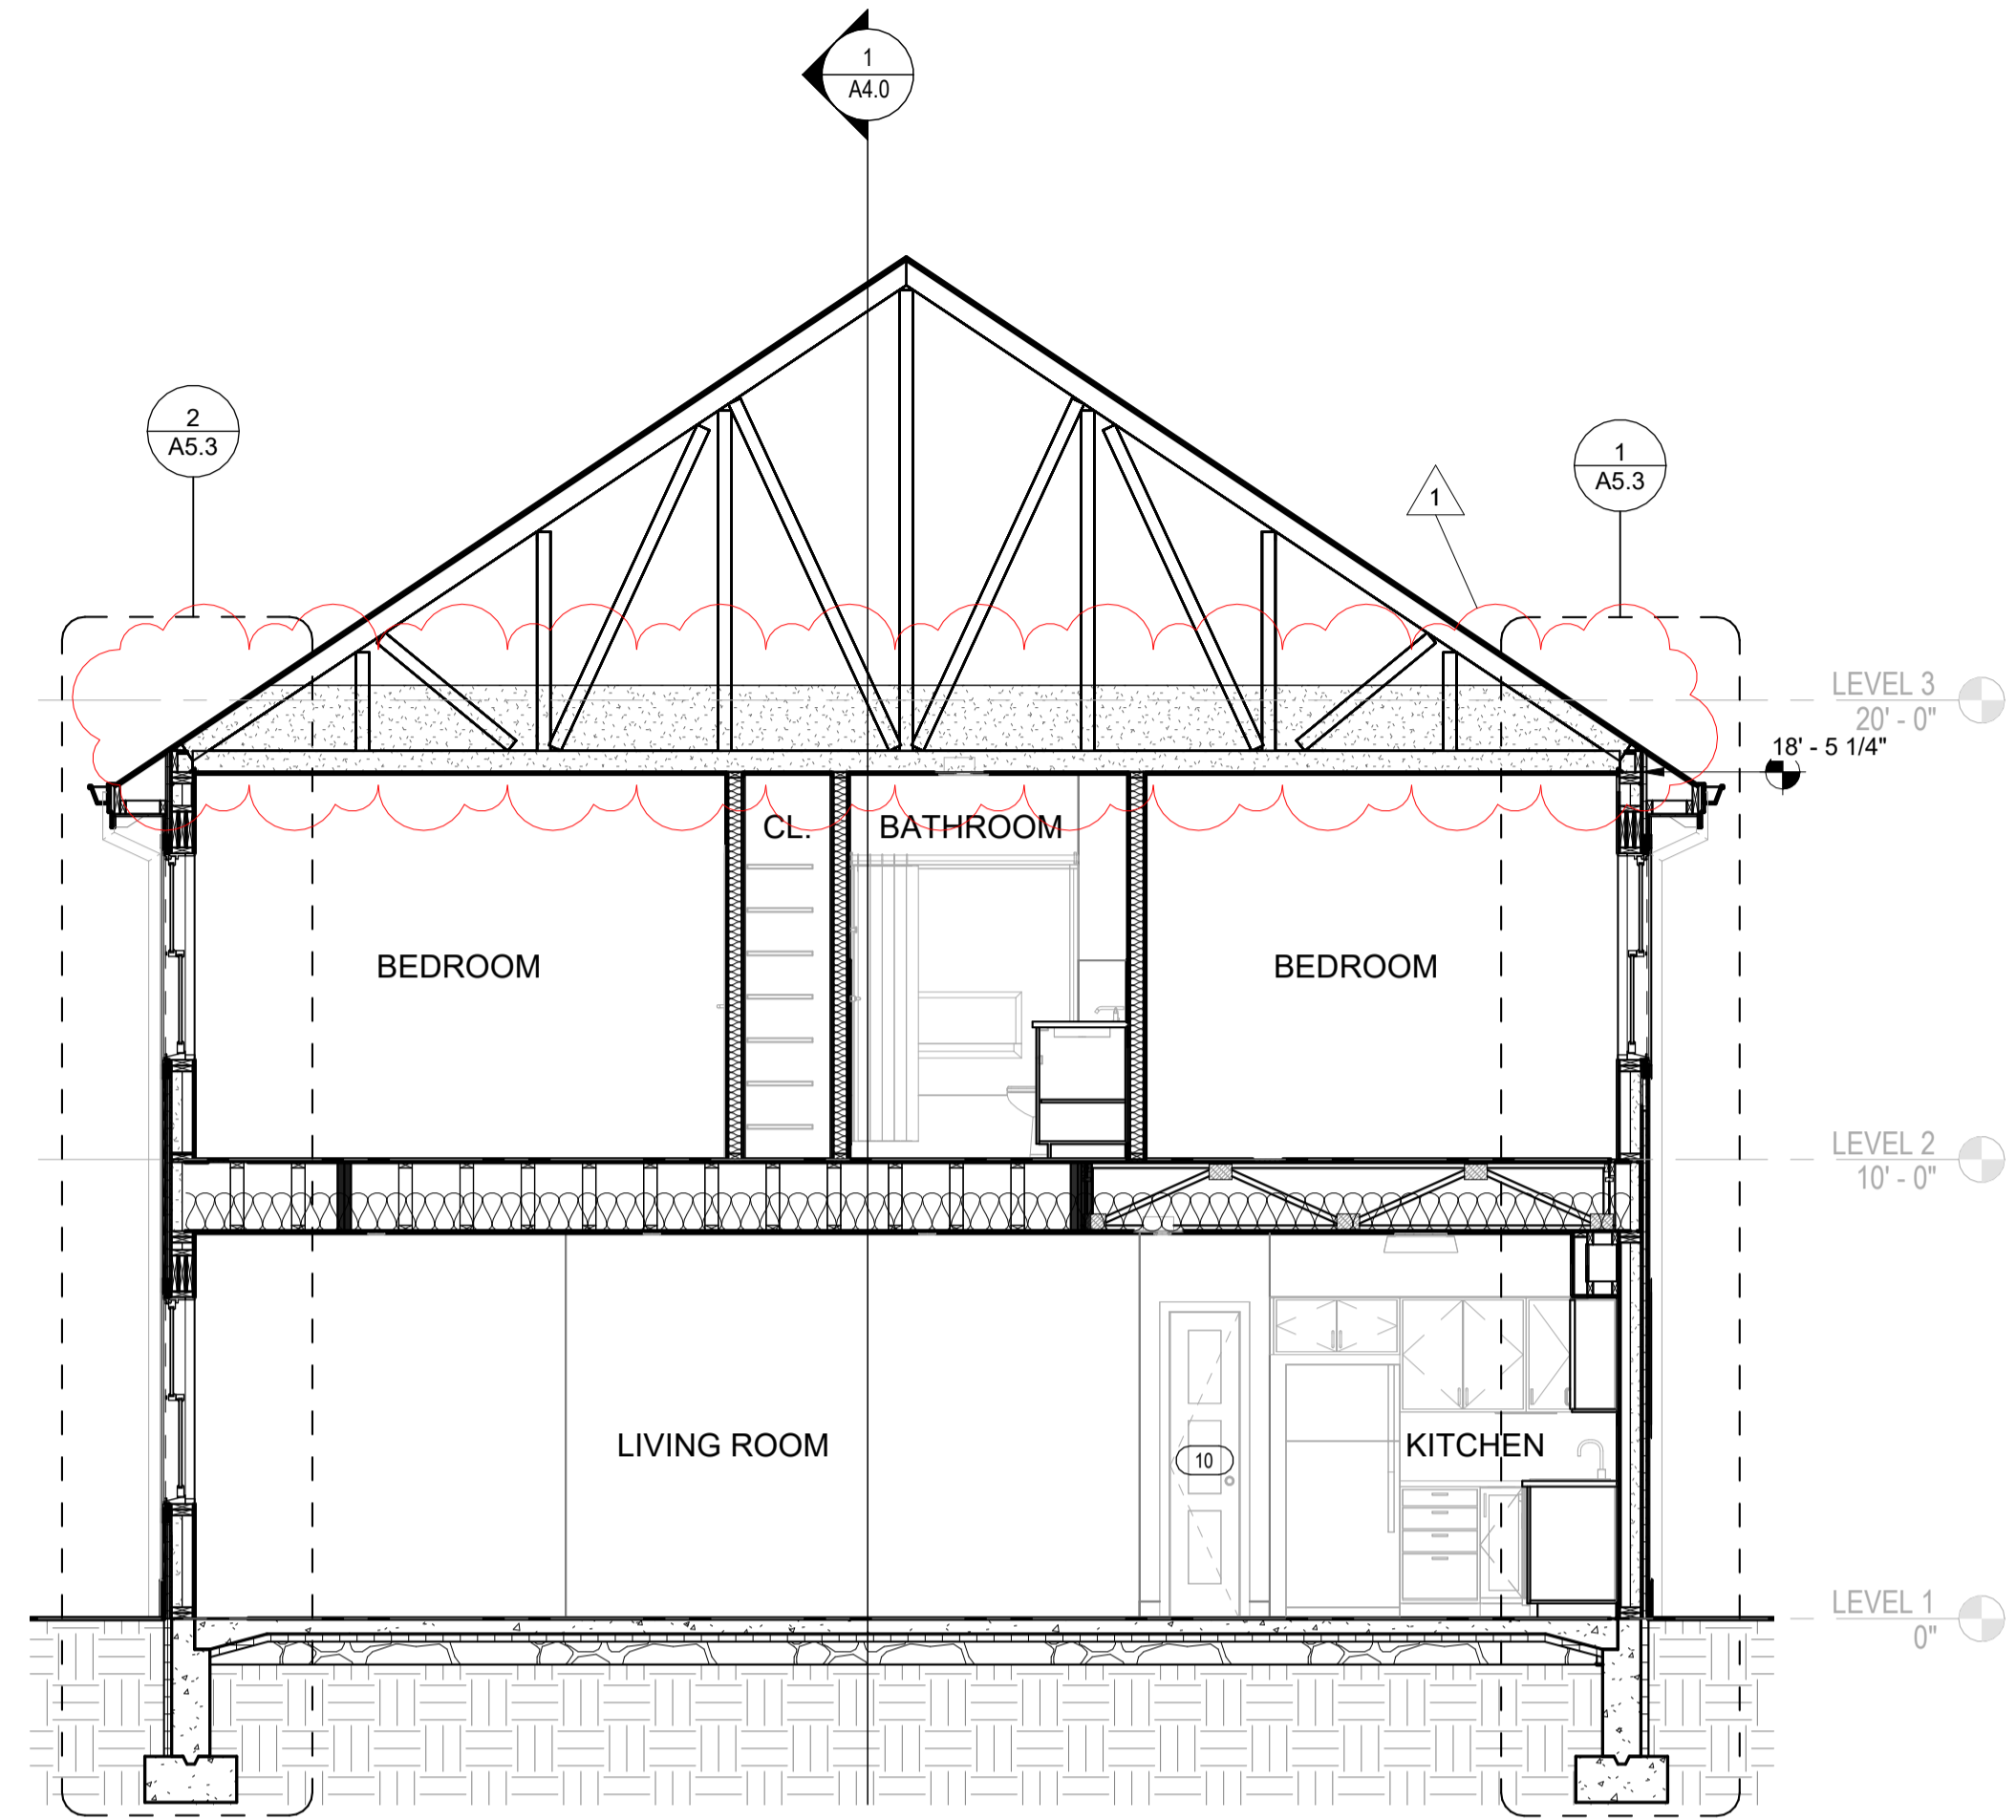 1
A4.0
2
A5.3
1
A5.3
1
LEVEL 3
20' - 0"
18' - 5 1/4"
CL.
BATHROOM
BEDROOM
BEDROOM
LEVEL 2
10' - 0"
LIVING ROOM
KITCHEN
10
LEVEL 1
0"